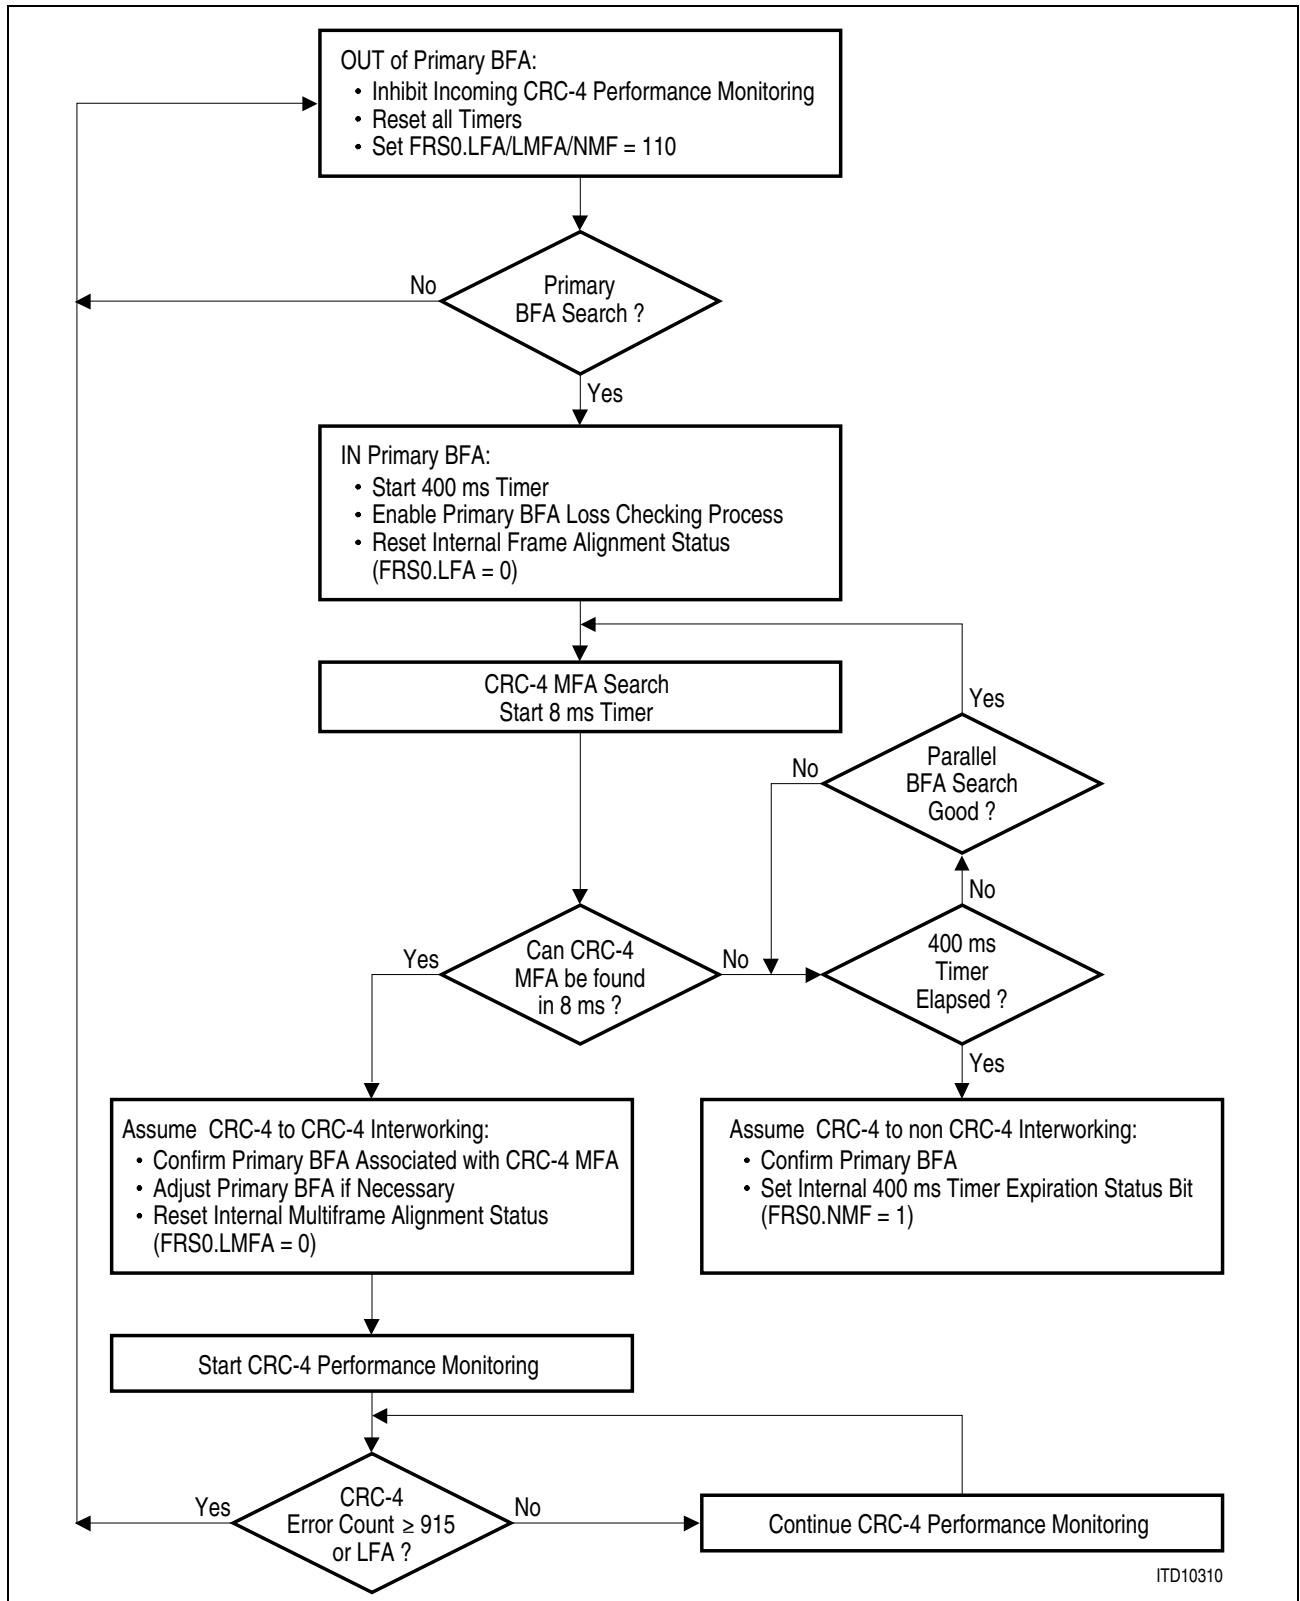 OUT of Primary BFA:
• Inhibit Incoming CRC-4 Performance Monitoring
• Reset all Timers
• Set FRS0.LFA/LMFA/NMF = 110
No
Primary
BFA Search ?
Yes
IN Primary BFA:
• Start 400 ms Timer
• Enable Primary BFA Loss Checking Process
• Reset Internal Frame Alignment Status
(FRS0.LFA = 0)
CRC-4 MFA Search
Start 8 ms Timer
Yes
No
Parallel
BFA Search
Good ?
No
Yes
Can CRC-4
MFA be found
in 8 ms ?
No
400 ms
Timer
Elapsed ?
Yes
Assume CRC-4 to CRC-4 Interworking:
• Confirm Primary BFA Associated with CRC-4 MFA
• Adjust Primary BFA if Necessary
• Reset Internal Multiframe Alignment Status
(FRS0.LMFA = 0)
Assume CRC-4 to non CRC-4 Interworking:
• Confirm Primary BFA
• Set Internal 400 ms Timer Expiration Status Bit
(FRS0.NMF = 1)
Start CRC-4 Performance Monitoring
Yes
CRC-4
Error Count ≥ 915
or LFA ?
No
Continue CRC-4 Performance Monitoring
ITD10310